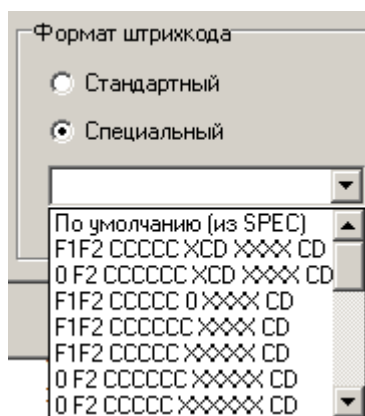 Формат штрихкода
Стандартный
Специальный
По умолчанию (из SPEC)
F1F2 CCCCC XCD XXXX CD
0 F2 CCCCCC XCD XXXX CD
F1F2 CCCCC 0 XXXX CD
F1F2 CCCCCC XXXX CD
F1F2 CCCCC XXXXX CD
0 F2 CCCCCC XXXXX CD
0 F2 CCCCC XXXXXX CD